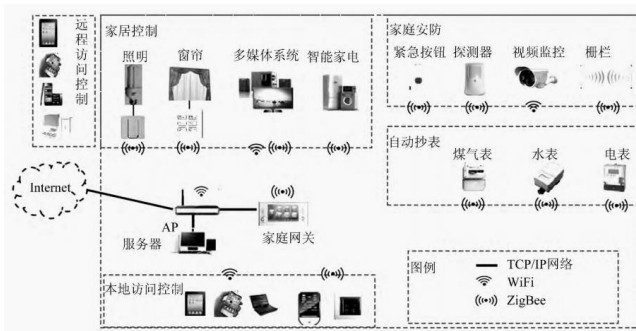 远程访问控制
家居控制
照明
窗帘
多媒体系统
智能家电
家庭安防
紧急按钮
探测器
视频监控
栅栏
自动抄表
煤气表
水表
电表
Internet
AP
服务器
家庭网关
本地访问控制
图例
TCP/IP网络
WiFi
ZigBee